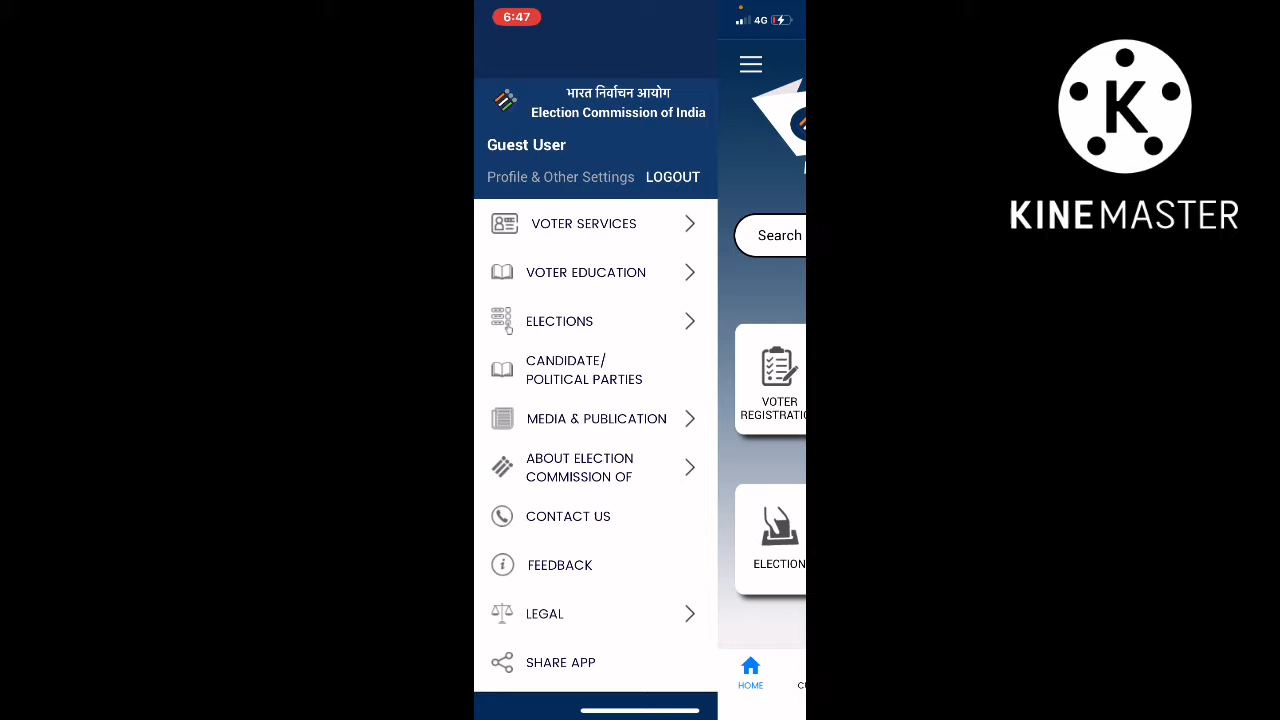 6:47
4G
भारत निर्वाचन आयोग
Election Commission of India
Guest User
Profile & Other Settings LOGOUT
VOTER SERVICES
VOTER EDUCATION
ELECTIONS
CANDIDATE/
POLITICAL PARTIES
MEDIA & PUBLICATION
ABOUT ELECTION
COMMISSION OF
CONTACT US
FEEDBACK
LEGAL
SHARE APP
Search
VOTER
REGISTRATIO
ELECTION
HOME
K
KINEMASTER